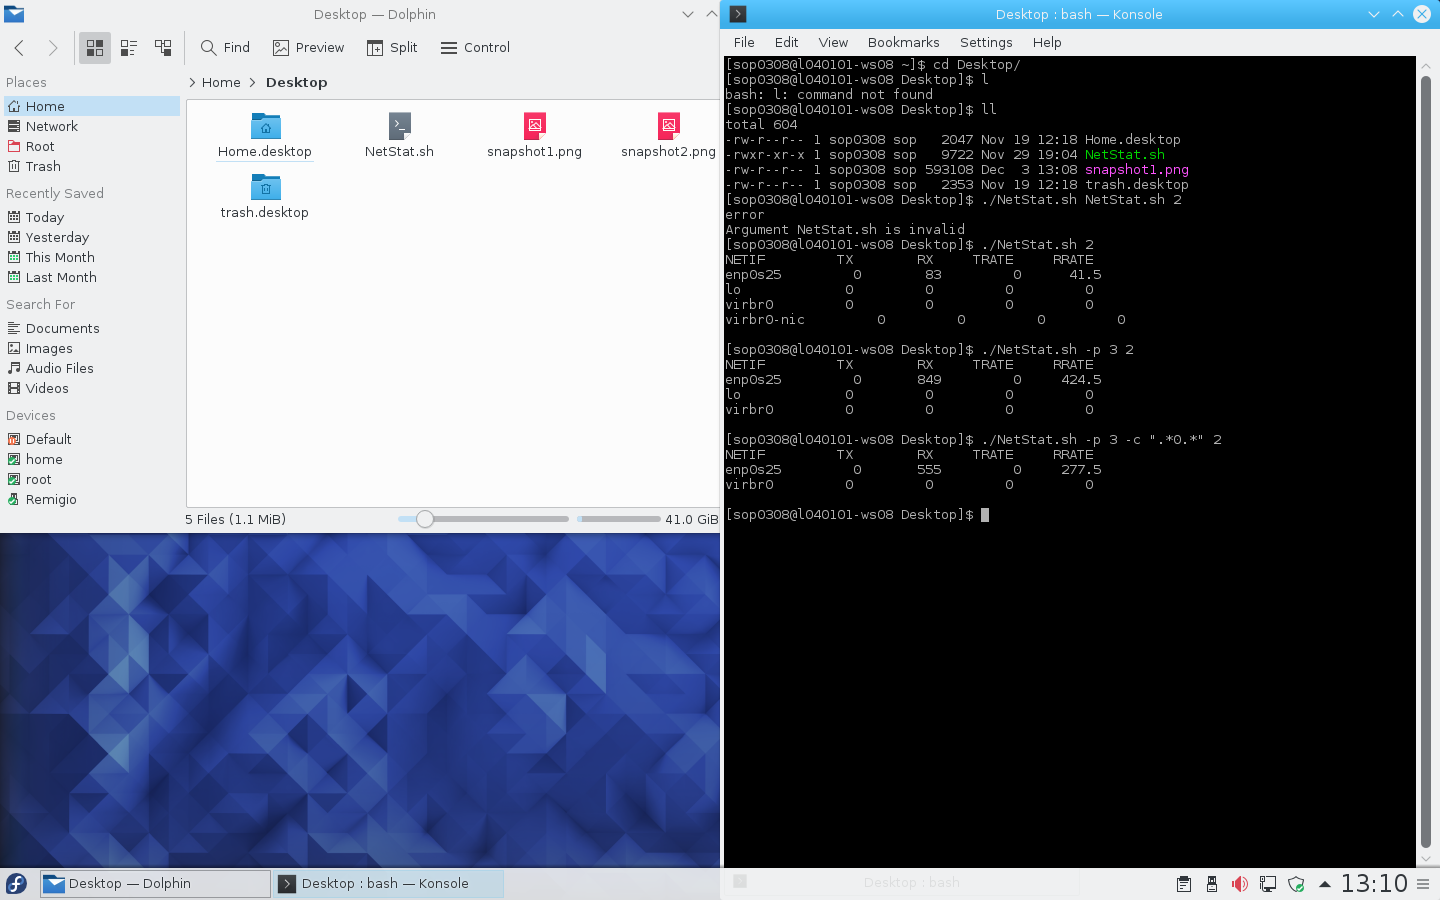 Desktop — Dolphin
Find
Preview
Split
Control
Places
Home
Network
Root
Trash
Recently Saved
Today
Yesterday
This Month
Last Month
Search For
Documents
Images
Audio Files
Videos
Devices
Default
home
root
Remigio
Home
Desktop
Home.desktop
NetStat.sh
snapshot1.png
snapshot2.png
trash.desktop
5 Files (1.1 MiB)
41.0 GiB
Desktop : bash — Konsole
File Edit View Bookmarks Settings Help
[sop0308@l040101-ws08 ~]$ cd Desktop/
[sop0308@l040101-ws08 Desktop]$ l
bash: l: command not found
[sop0308@l040101-ws08 Desktop]$ ll
total 604
-rw-r--r-- 1 sop0308 sop   2047 Nov 19 12:18 Home.desktop
-rwxr-xr-x 1 sop0308 sop   9722 Nov 29 19:04 NetStat.sh
-rw-r--r-- 1 sop0308 sop 593108 Dec  3 13:08 snapshot1.png
-rw-r--r-- 1 sop0308 sop   2353 Nov 19 12:18 trash.desktop
[sop0308@l040101-ws08 Desktop]$ ./NetStat.sh NetStat.sh 2
error
Argument NetStat.sh is invalid
[sop0308@l040101-ws08 Desktop]$ ./NetStat.sh 2
NETIF         TX        RX     TRATE     RRATE
enp0s25         0        83         0      41.5
lo             0         0         0         0
virbr0         0         0         0         0
virbr0-nic         0         0         0         0
[sop0308@l040101-ws08 Desktop]$ ./NetStat.sh -p 3 2
NETIF         TX        RX     TRATE     RRATE
enp0s25         0       849         0     424.5
lo             0         0         0         0
virbr0         0         0         0         0
[sop0308@l040101-ws08 Desktop]$ ./NetStat.sh -p 3 -c ".*0.*" 2
NETIF         TX        RX     TRATE     RRATE
enp0s25         0       555         0     277.5
virbr0         0         0         0         0
[sop0308@l040101-ws08 Desktop]$
Desktop — Dolphin
Desktop : bash — Konsole
Desktop : bash
13:10